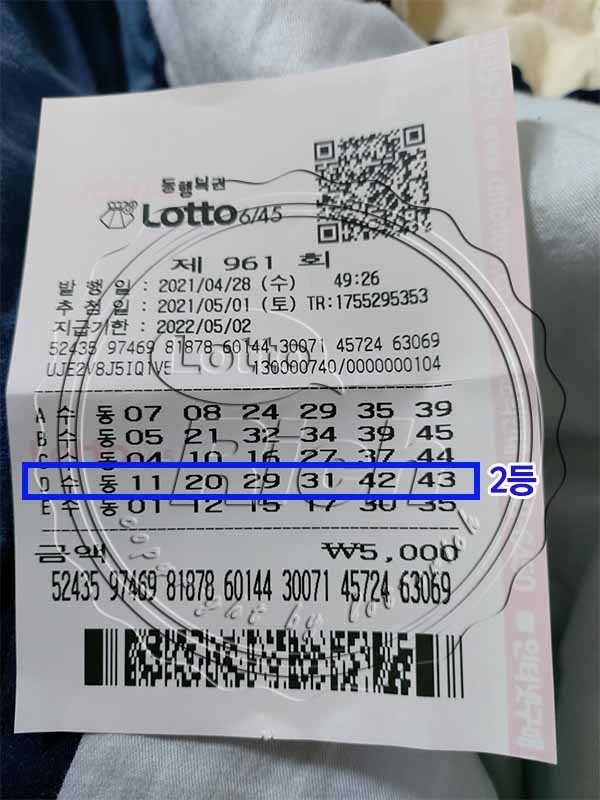 동행복권
Lotto 6/45
제 961 회
발 행 일 : 2021/04/28 (수) 49:26
추 첨 일 : 2021/05/01 (토) TR:1755295353
지급기한 : 2022/05/02
52435 97469 81878 60144 30071 45724 63069
130000740/0000000104
A 수 동 07 08 24 29 35 39
B 수 동 05 21 32 34 39 45
C 수 동 04 10 16 27 37 44
D 수 동 11 20 29 31 42 43 2등
E 수 동 01 12 15 17 30 35
금액 ₩5,000
52435 97469 81878 60144 30071 45724 63069
Lotto
Rich